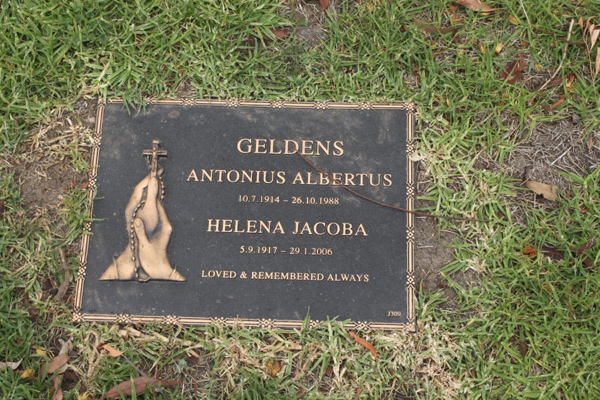 GELDENS
ANTONIUS ALBERTUS
10.7.1914 – 26.10.1988
HELENA JACOBA
5.9.1917 – 29.1.2006
LOVED & REMEMBERED ALWAYS